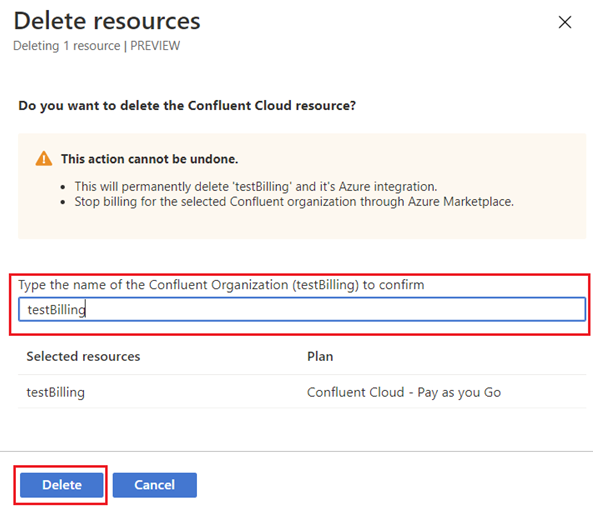 Delete resources
Deleting 1 resource | PREVIEW
Do you want to delete the Confluent Cloud resource?
This action cannot be undone.
• This will permanently delete 'testBilling' and it's Azure integration.
• Stop billing for the selected Confluent organization through Azure Marketplace.
Type the name of the Confluent Organization (testBilling) to confirm
testBilling
Selected resources Plan
testBilling Confluent Cloud - Pay as you Go
Delete Cancel